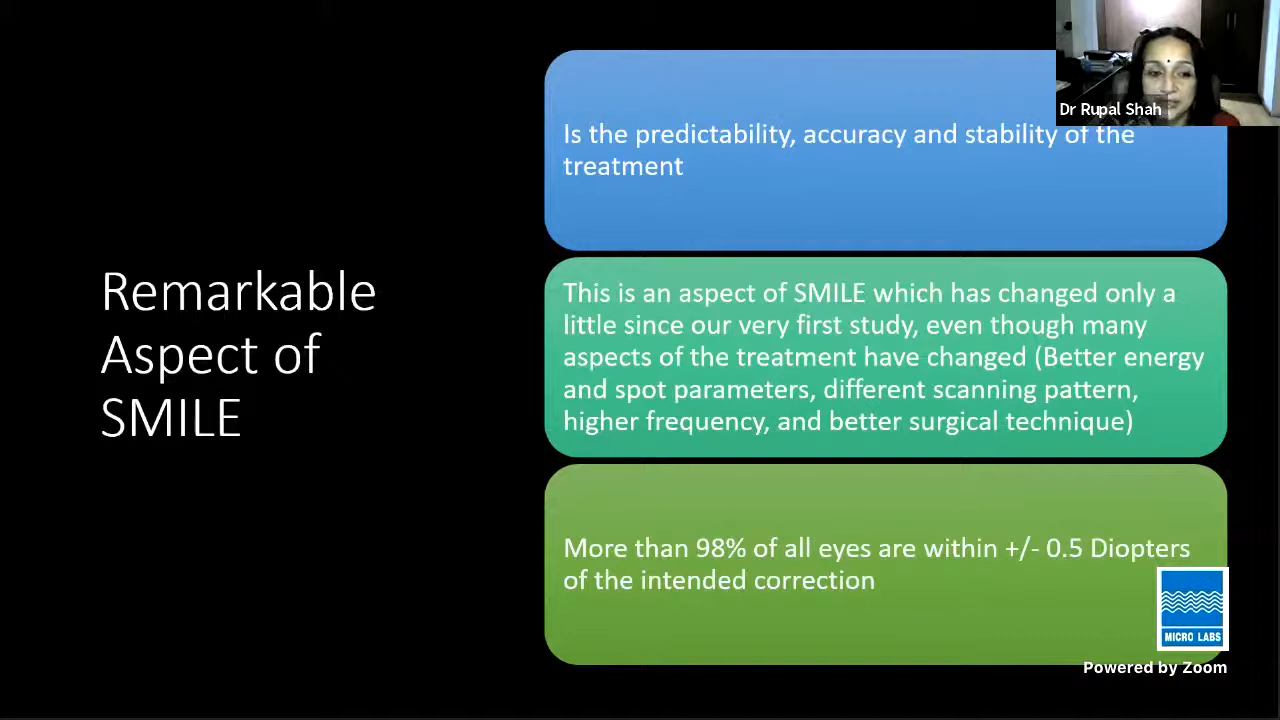 Remarkable
Aspect of
SMILE
Dr Rupal Shah
Is the predictability, accuracy and stability of the
treatment
This is an aspect of SMILE which has changed only a
little since our very first study, even though many
aspects of the treatment have changed (Better energy
and spot parameters, different scanning pattern,
higher frequency, and better surgical technique)
More than 98% of all eyes are within +/- 0.5 Diopters
of the intended correction
MICRO LABS
Powered by Zoom